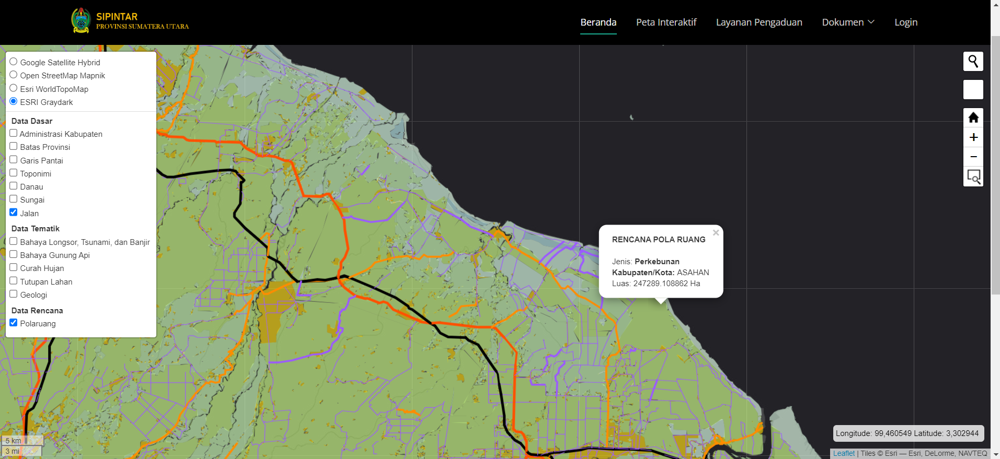 SIPINTAR
PROVINSI SUMATERA UTARA
Beranda
Peta Interaktif
Layanan Pengaduan
Dokumen
Login
Google Satellite Hybrid
Open StreetMap Mapnik
Esri WorldTopoMap
ESRI Graydark
Data Dasar
Administrasi Kabupaten
Batas Provinsi
Garis Pantai
Toponimi
Danau
Sungai
Jalan
Data Tematik
Bahaya Longsor, Tsunami, dan Banjir
Bahaya Gunung Api
Curah Hujan
Tutupan Lahan
Geologi
Data Rencana
Polaruang
RENCANA POLA RUANG
×
Jenis: Perkebunan
Kabupaten/Kota: ASAHAN
Luas: 247289.108862 Ha
+
−
5 km
3 mi
Longitude: 99,460549 Latitude: 3,302944
Leaflet | Tiles © Esri — Esri, DeLorme, NAVTEQ